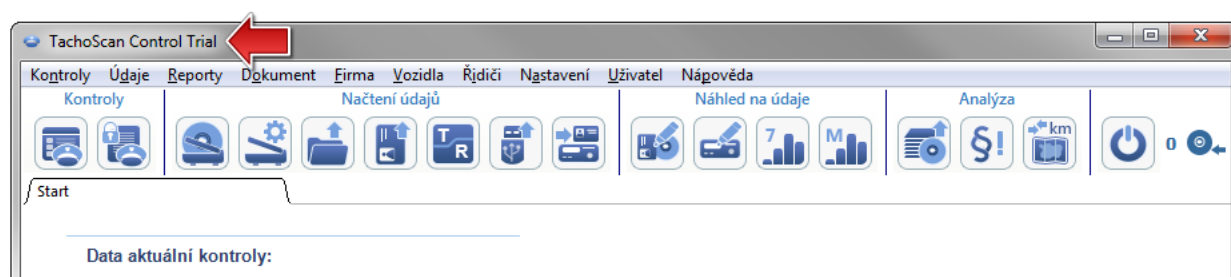 TachoScan Control Trial
Kontroly Údaje Reporty Dokument Firma Vozidla Řidiči Nastavení Uživatel Nápověda
Kontroly Načtení údajů Náhled na údaje Analýza
T R 7 M §! km 0
Start
Data aktuální kontroly: